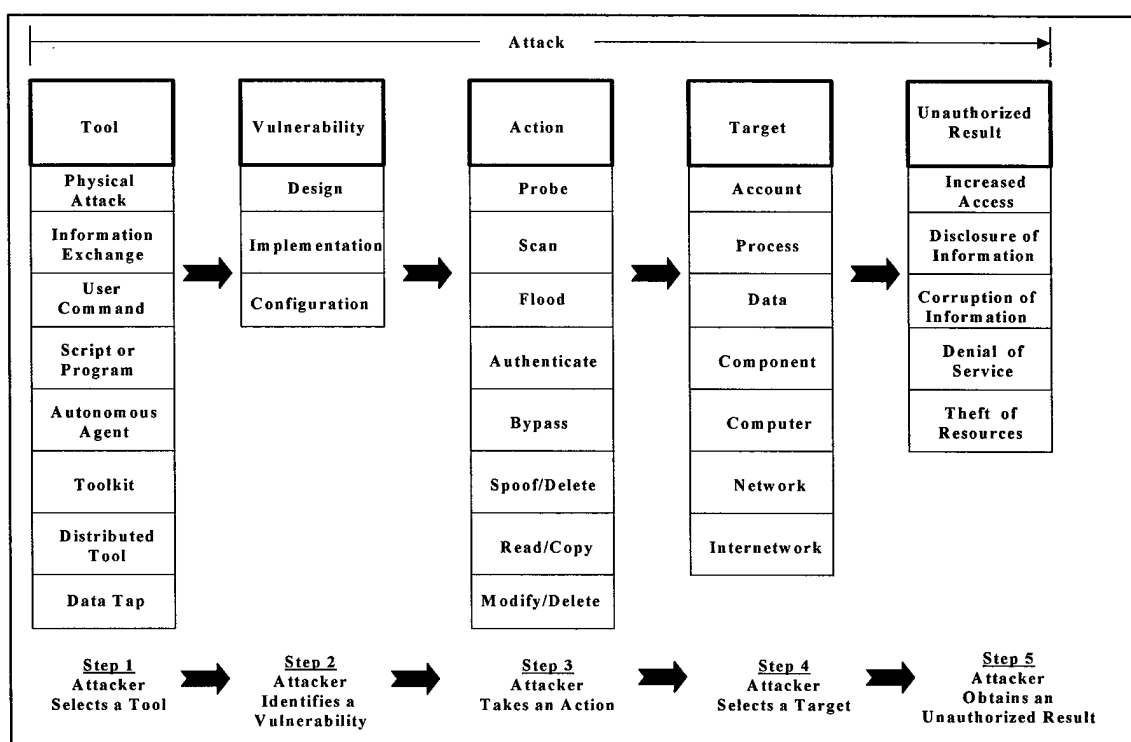 Attack
Tool
Physical
Attack
Information
Exchange
User
Command
Script or
Program
Autonomous
Agent
Toolkit
Distributed
Tool
Data Tap
Vulnerability
Design
Implementation
Configuration
Action
Probe
Scan
Flood
Authenticate
Bypass
Spoof/Delete
Read/Copy
Modify/Delete
Target
Account
Process
Data
Component
Computer
Network
Internetwork
Unauthorized
Result
Increased
Access
Disclosure of
Information
Corruption of
Information
Denial of
Service
Theft of
Resources
Step 1
Attacker
Selects a Tool
Step 2
Attacker
Identifies a
Vulnerability
Step 3
Attacker
Takes an Action
Step 4
Attacker
Selects a Target
Step 5
Attacker
Obtains an
Unauthorized Result